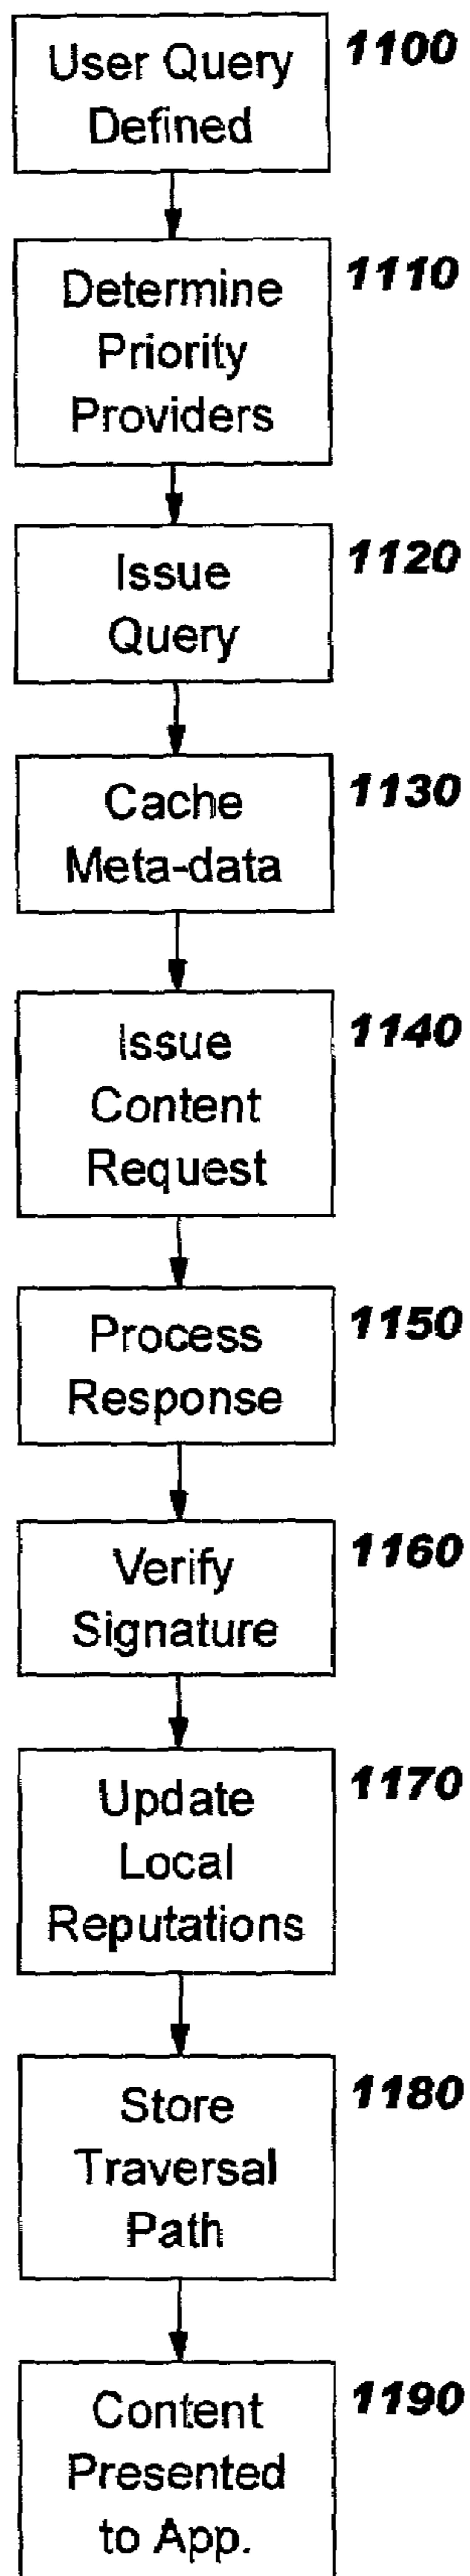 User Query
Defined
1100
Determine
Priority
Providers
1110
Issue
Query
1120
Cache
Meta-data
1130
Issue
Content
Request
1140
Process
Response
1150
Verify
Signature
1160
Update
Local
Reputations
1170
Store
Traversal
Path
1180
Content
Presented
to App.
1190